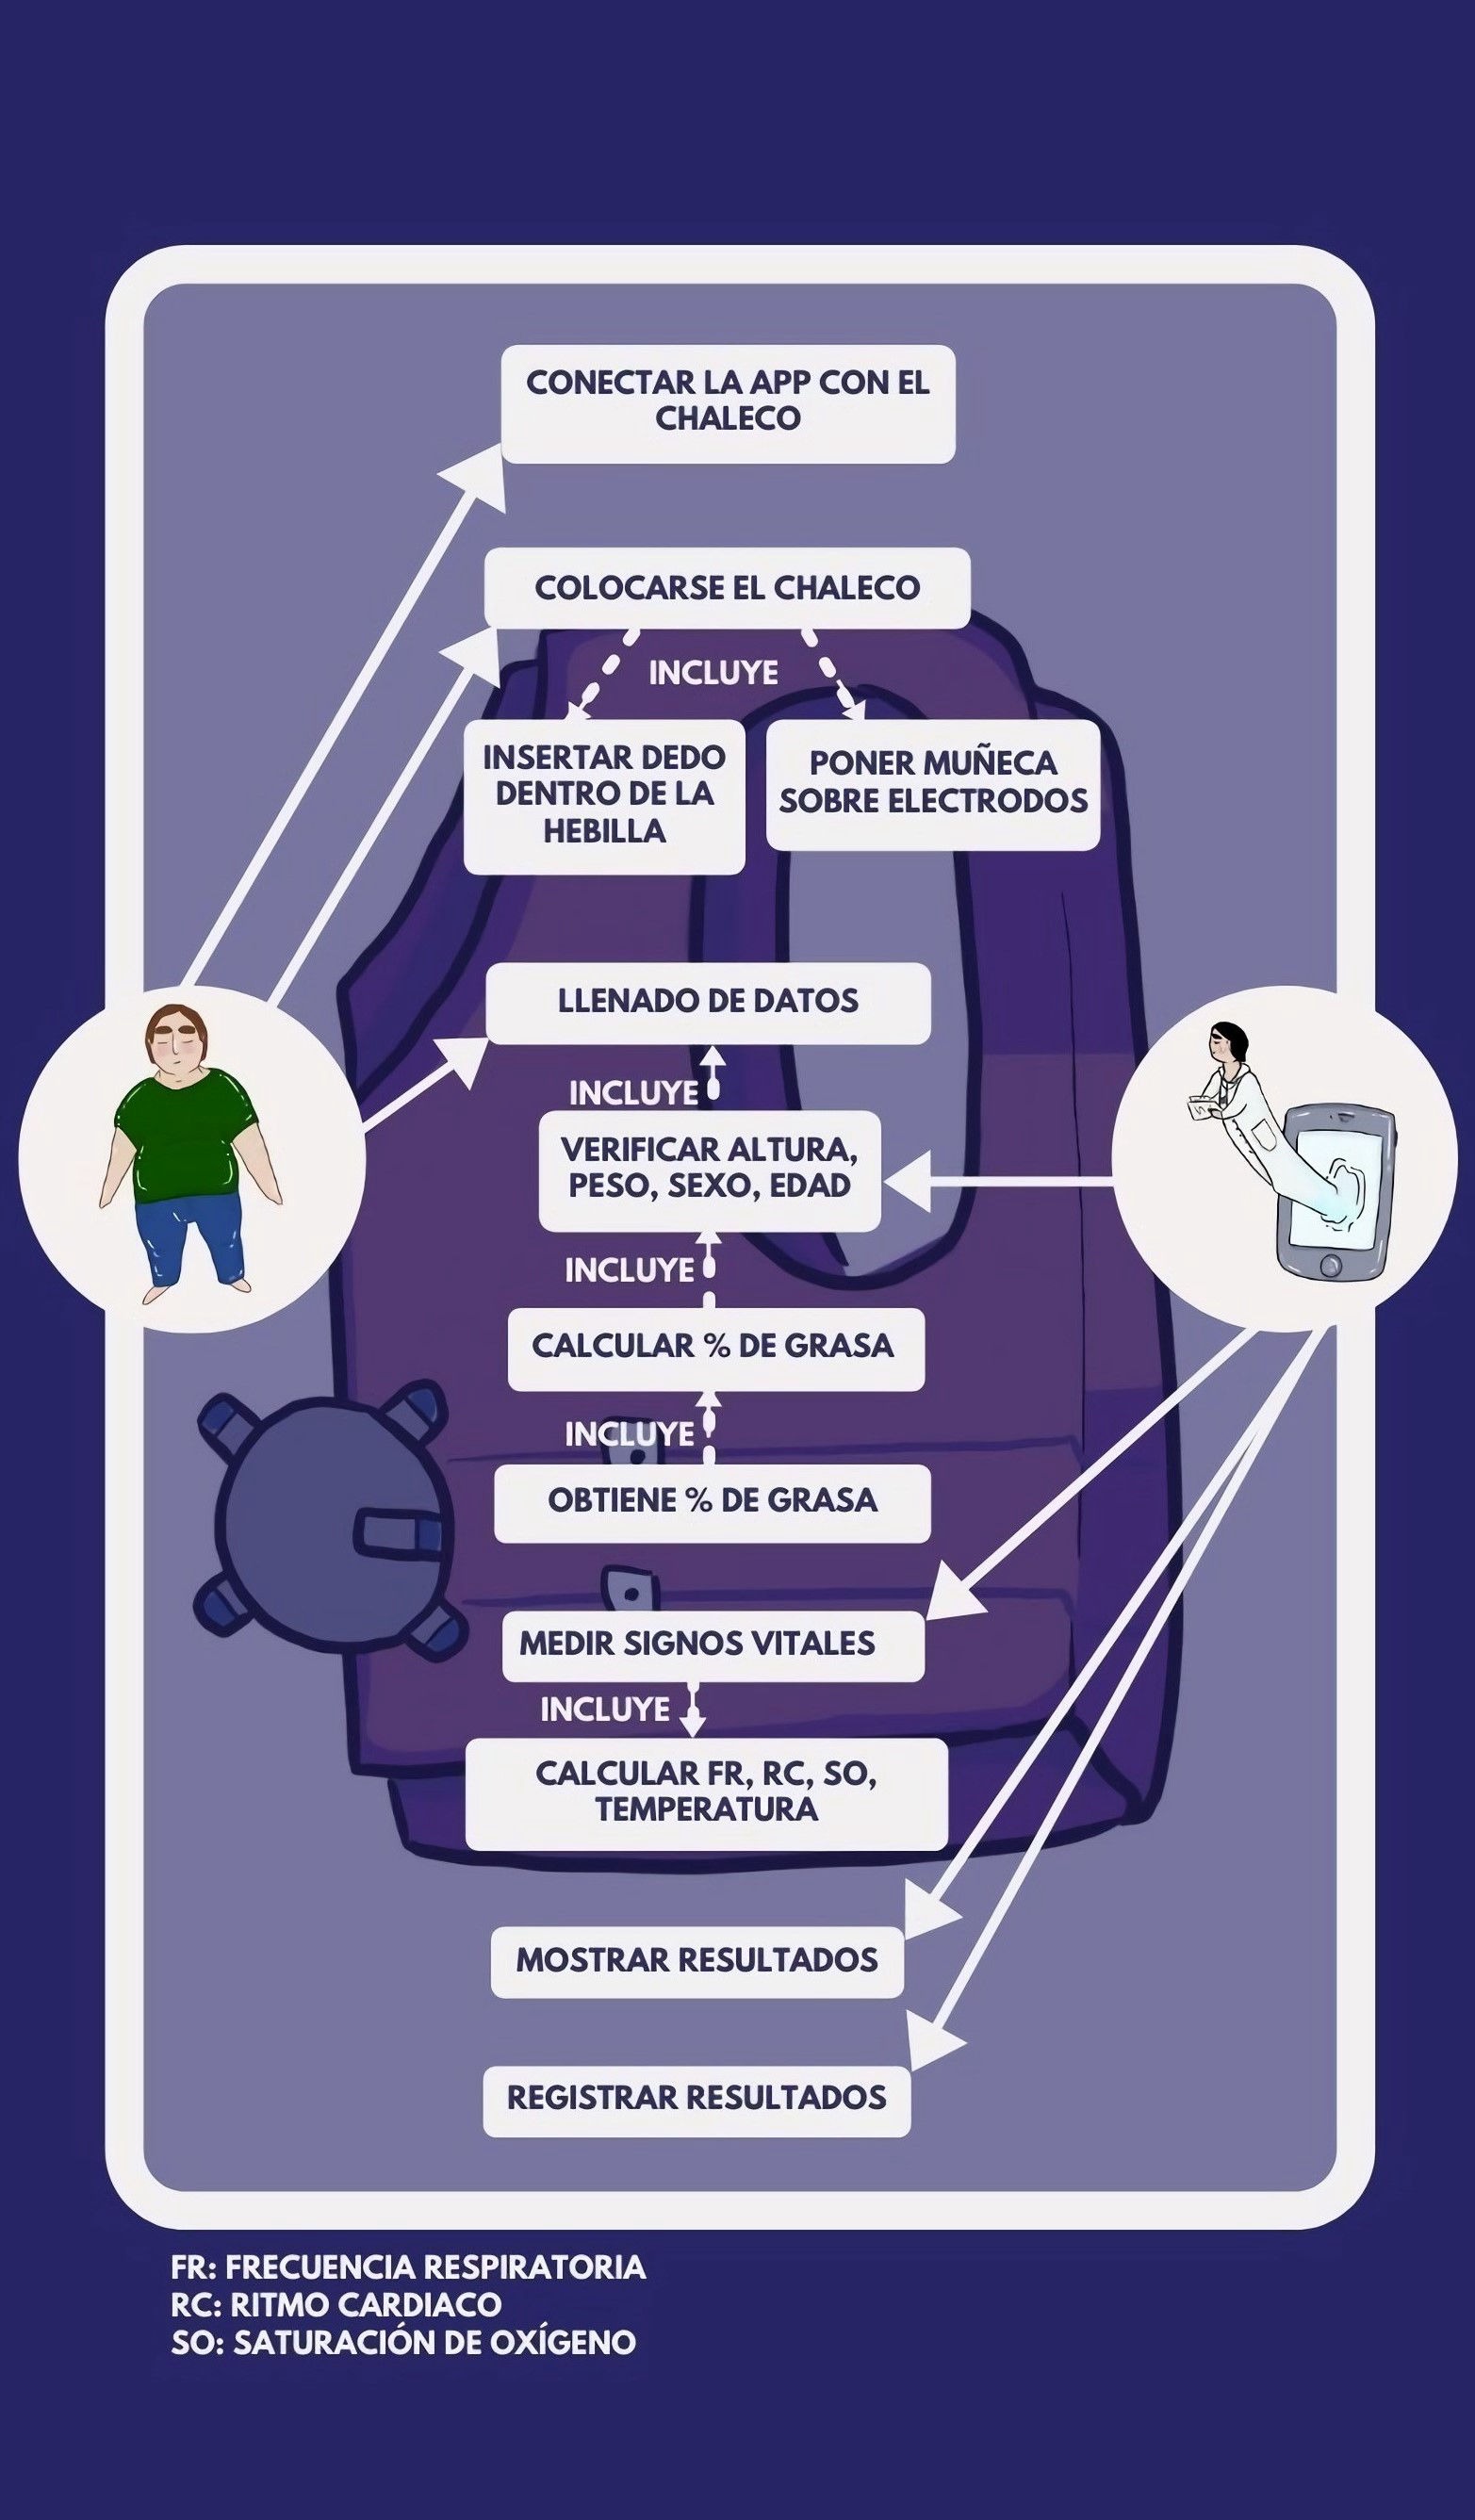 CONECTAR LA APP CON EL
CHALECO
COLOCARSE EL CHALECO
INCLUYE
INSERTAR DEDO
DENTRO DE LA
HEBILLA
PONER MUÑECA
SOBRE ELECTRODOS
LLENADO DE DATOS
INCLUYE
VERIFICAR ALTURA,
PESO, SEXO, EDAD
INCLUYE
CALCULAR % DE GRASA
INCLUYE
OBTIENE % DE GRASA
MEDIR SIGNOS VITALES
INCLUYE
CALCULAR FR, RC, SO,
TEMPERATURA
MOSTRAR RESULTADOS
REGISTRAR RESULTADOS
FR: FRECUENCIA RESPIRATORIA
RC: RITMO CARDIACO
SO: SATURACIÓN DE OXÍGENO